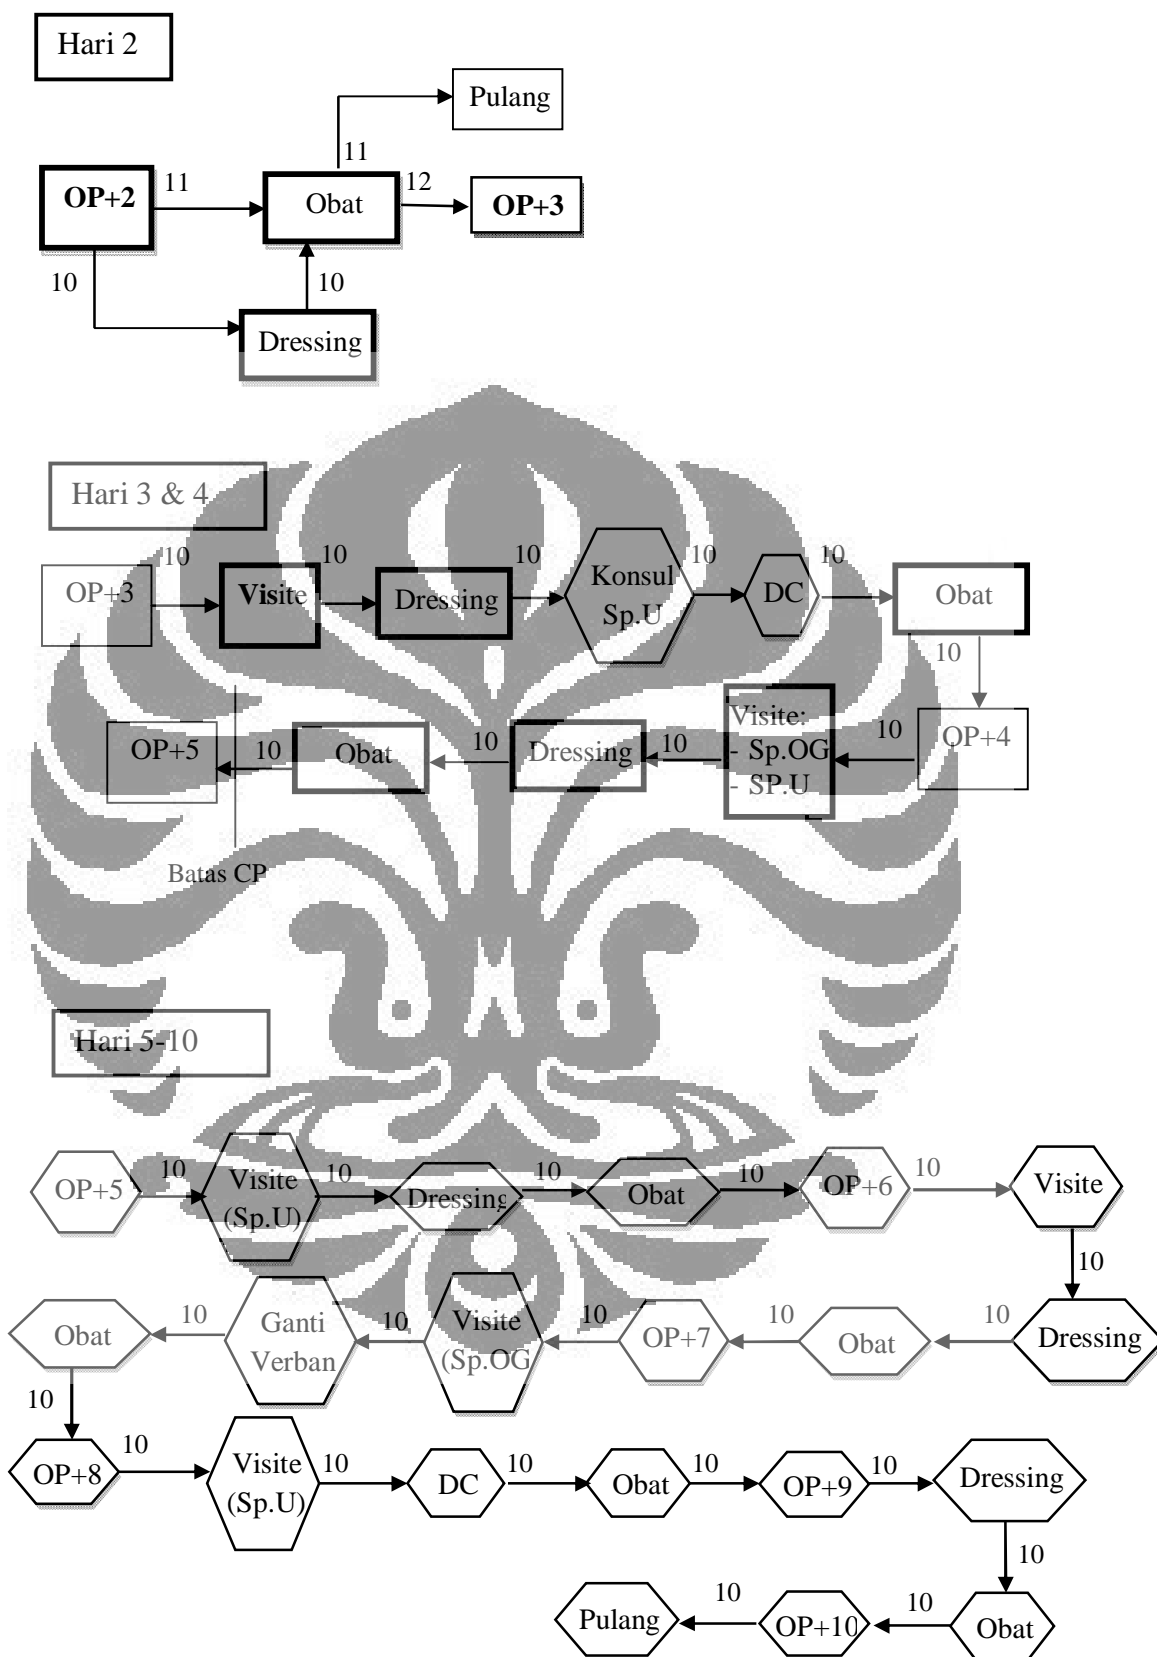 Hari 2
Pulang
11
OP+2
11
Obat
12
OP+3
10
10
Dressing
Hari 3 & 4
OP+3
10
Visite
10
Dressing
10
Konsul
Sp.U
10
DC
10
Obat
10
OP+4
10
Visite:
- Sp.OG
- SP.U
10
Dressing
10
Obat
10
OP+5
Batas CP
Hari 5-10
OP+5
10
Visite
(Sp.U)
10
Dressing
10
Obat
10
OP+6
10
Visite
10
Dressing
10
Obat
10
OP+7
10
Visite
(Sp.OG
10
Ganti
Verban
10
Obat
10
OP+8
10
Visite
(Sp.U)
10
DC
10
Obat
10
OP+9
10
Dressing
10
Obat
10
OP+10
10
Pulang